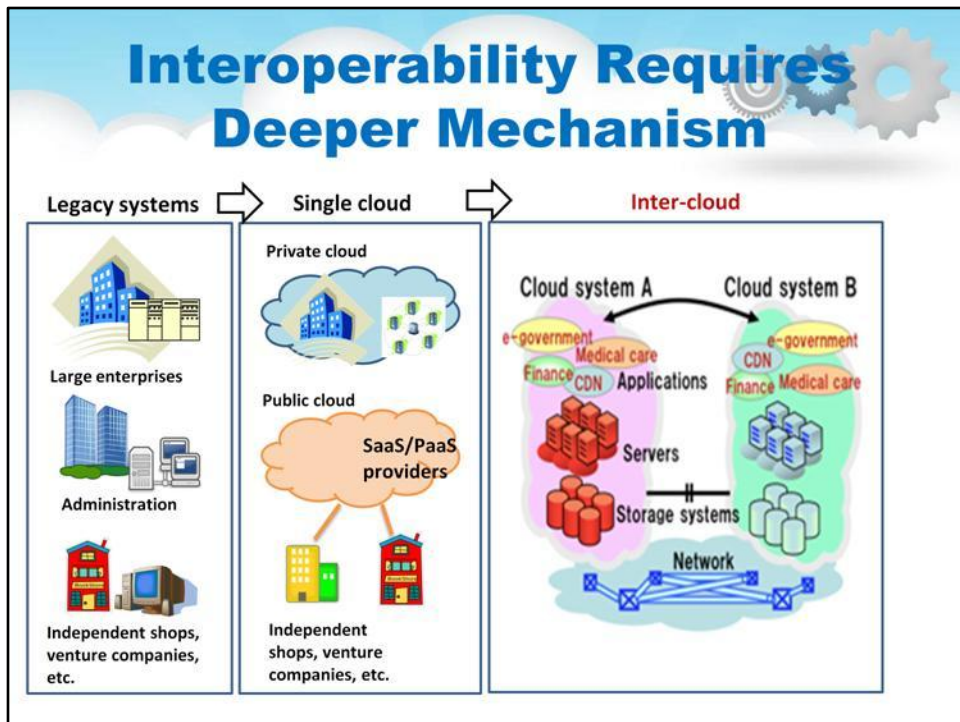 Interoperability Requires
Deeper Mechanism
Legacy systems
Single cloud
Inter-cloud
Large enterprises
Administration
Independent shops,
venture companies,
etc.
Private cloud
Public cloud
SaaS/PaaS
providers
Independent
shops, venture
companies, etc.
Cloud system A
Cloud system B
e-government
Medical care
Finance
CDN
Applications
e-government
CDN
Finance
Medical care
Servers
Storage systems
Network